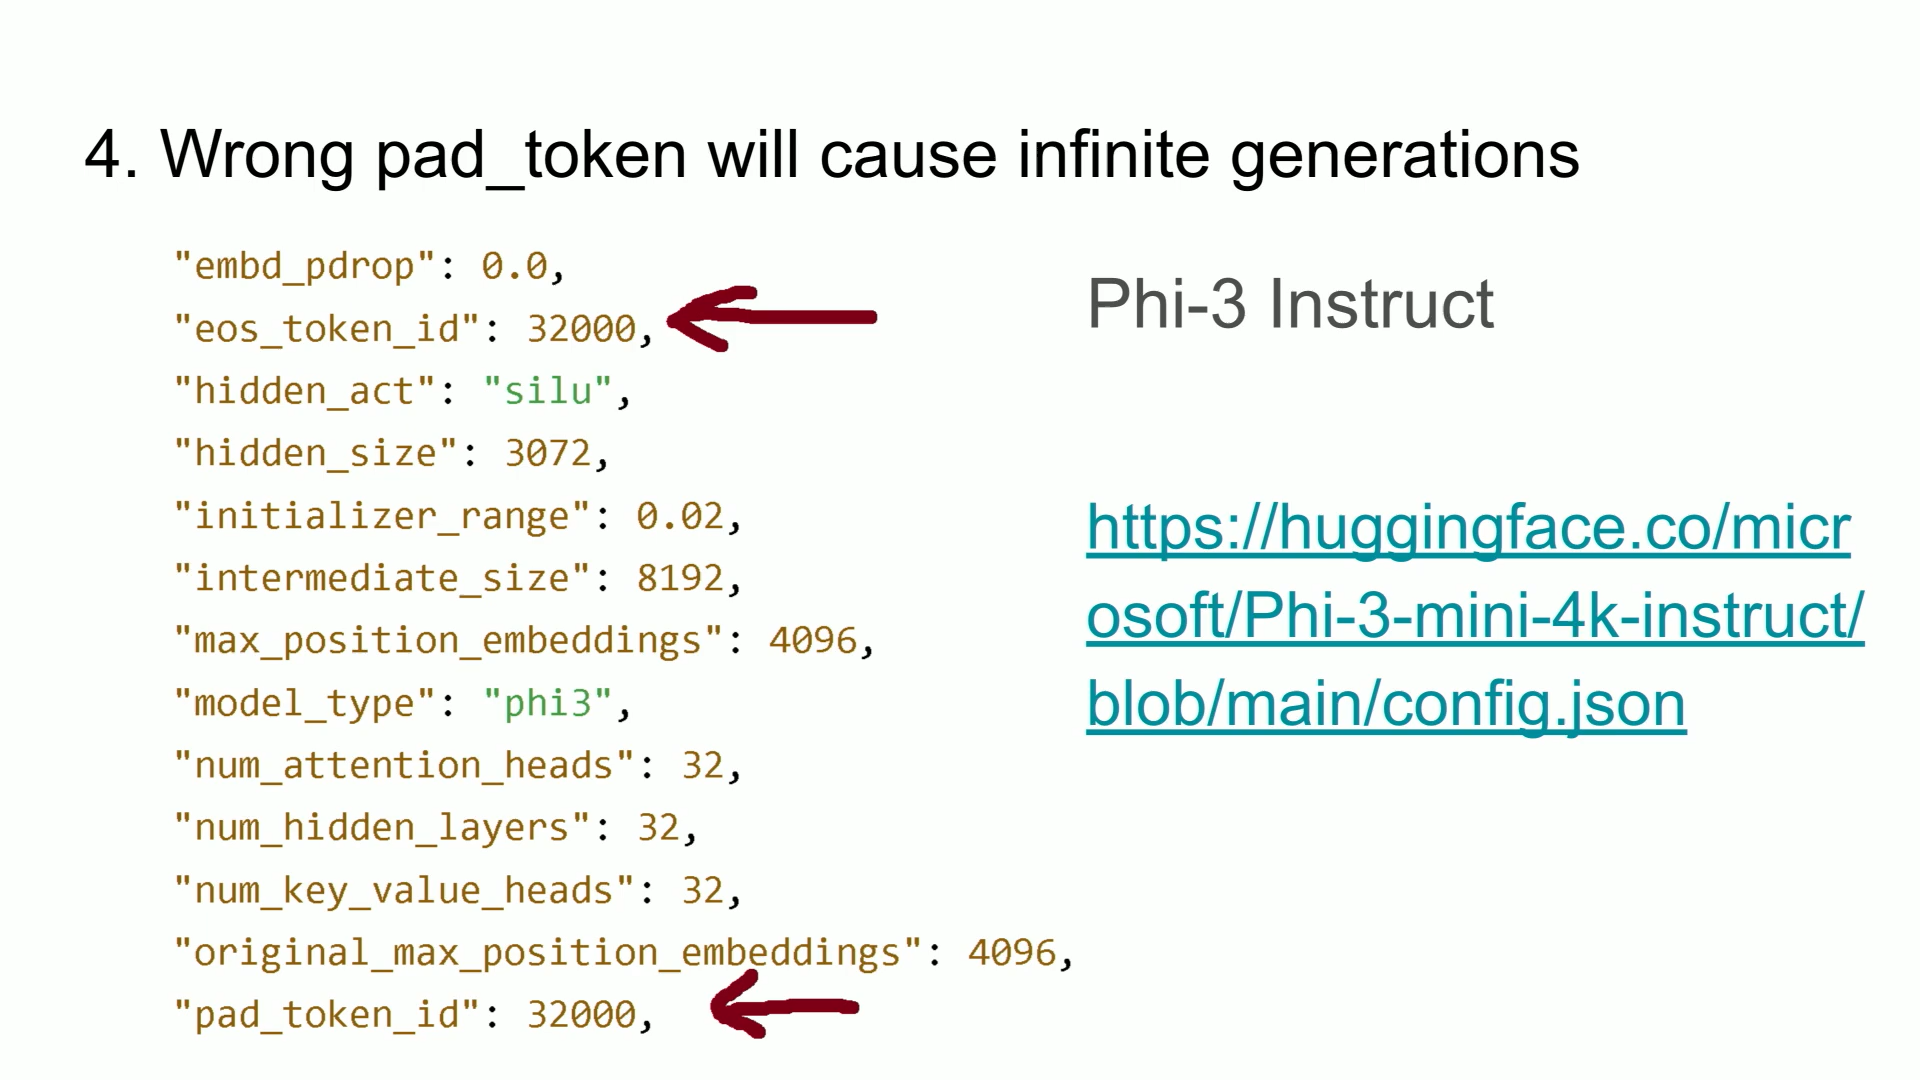 4. Wrong pad_token will cause infinite generations
"embd_pdrop": 0.0,
"eos_token_id": 32000,
"hidden_act": "silu",
"hidden_size": 3072,
"initializer_range": 0.02,
"intermediate_size": 8192,
"max_position_embeddings": 4096,
"model_type": "phi3",
"num_attention_heads": 32,
"num_hidden_layers": 32,
"num_key_value_heads": 32,
"original_max_position_embeddings": 4096,
"pad_token_id": 32000,
Phi-3 Instruct
https://huggingface.co/micr
osoft/Phi-3-mini-4k-instruct/
blob/main/config.json